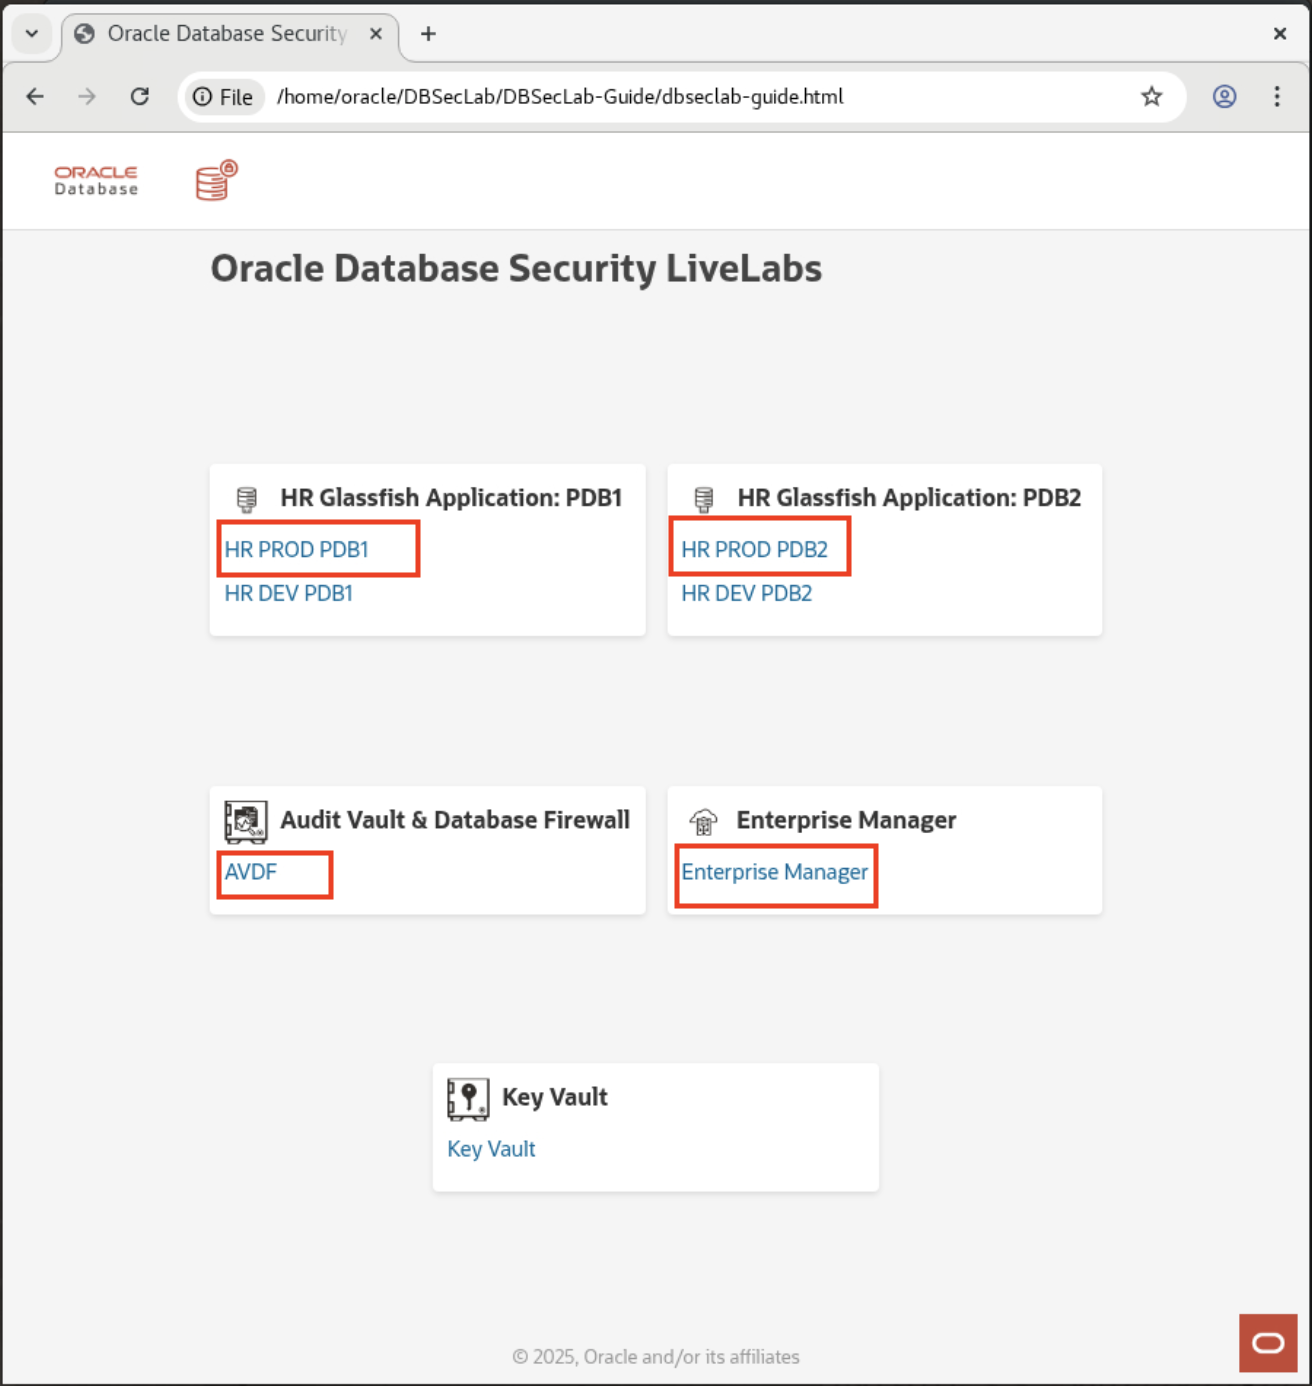 Oracle Database Security
File /home/oracle/DBSecLab/DBSecLab-Guide/dbseclab-guide.html
ORACLE
Database
Oracle Database Security LiveLabs
HR Glassfish Application: PDB1
HR PROD PDB1
HR DEV PDB1
HR Glassfish Application: PDB2
HR PROD PDB2
HR DEV PDB2
Audit Vault & Database Firewall
AVDF
Enterprise Manager
Enterprise Manager
Key Vault
Key Vault
© 2025, Oracle and/or its affiliates